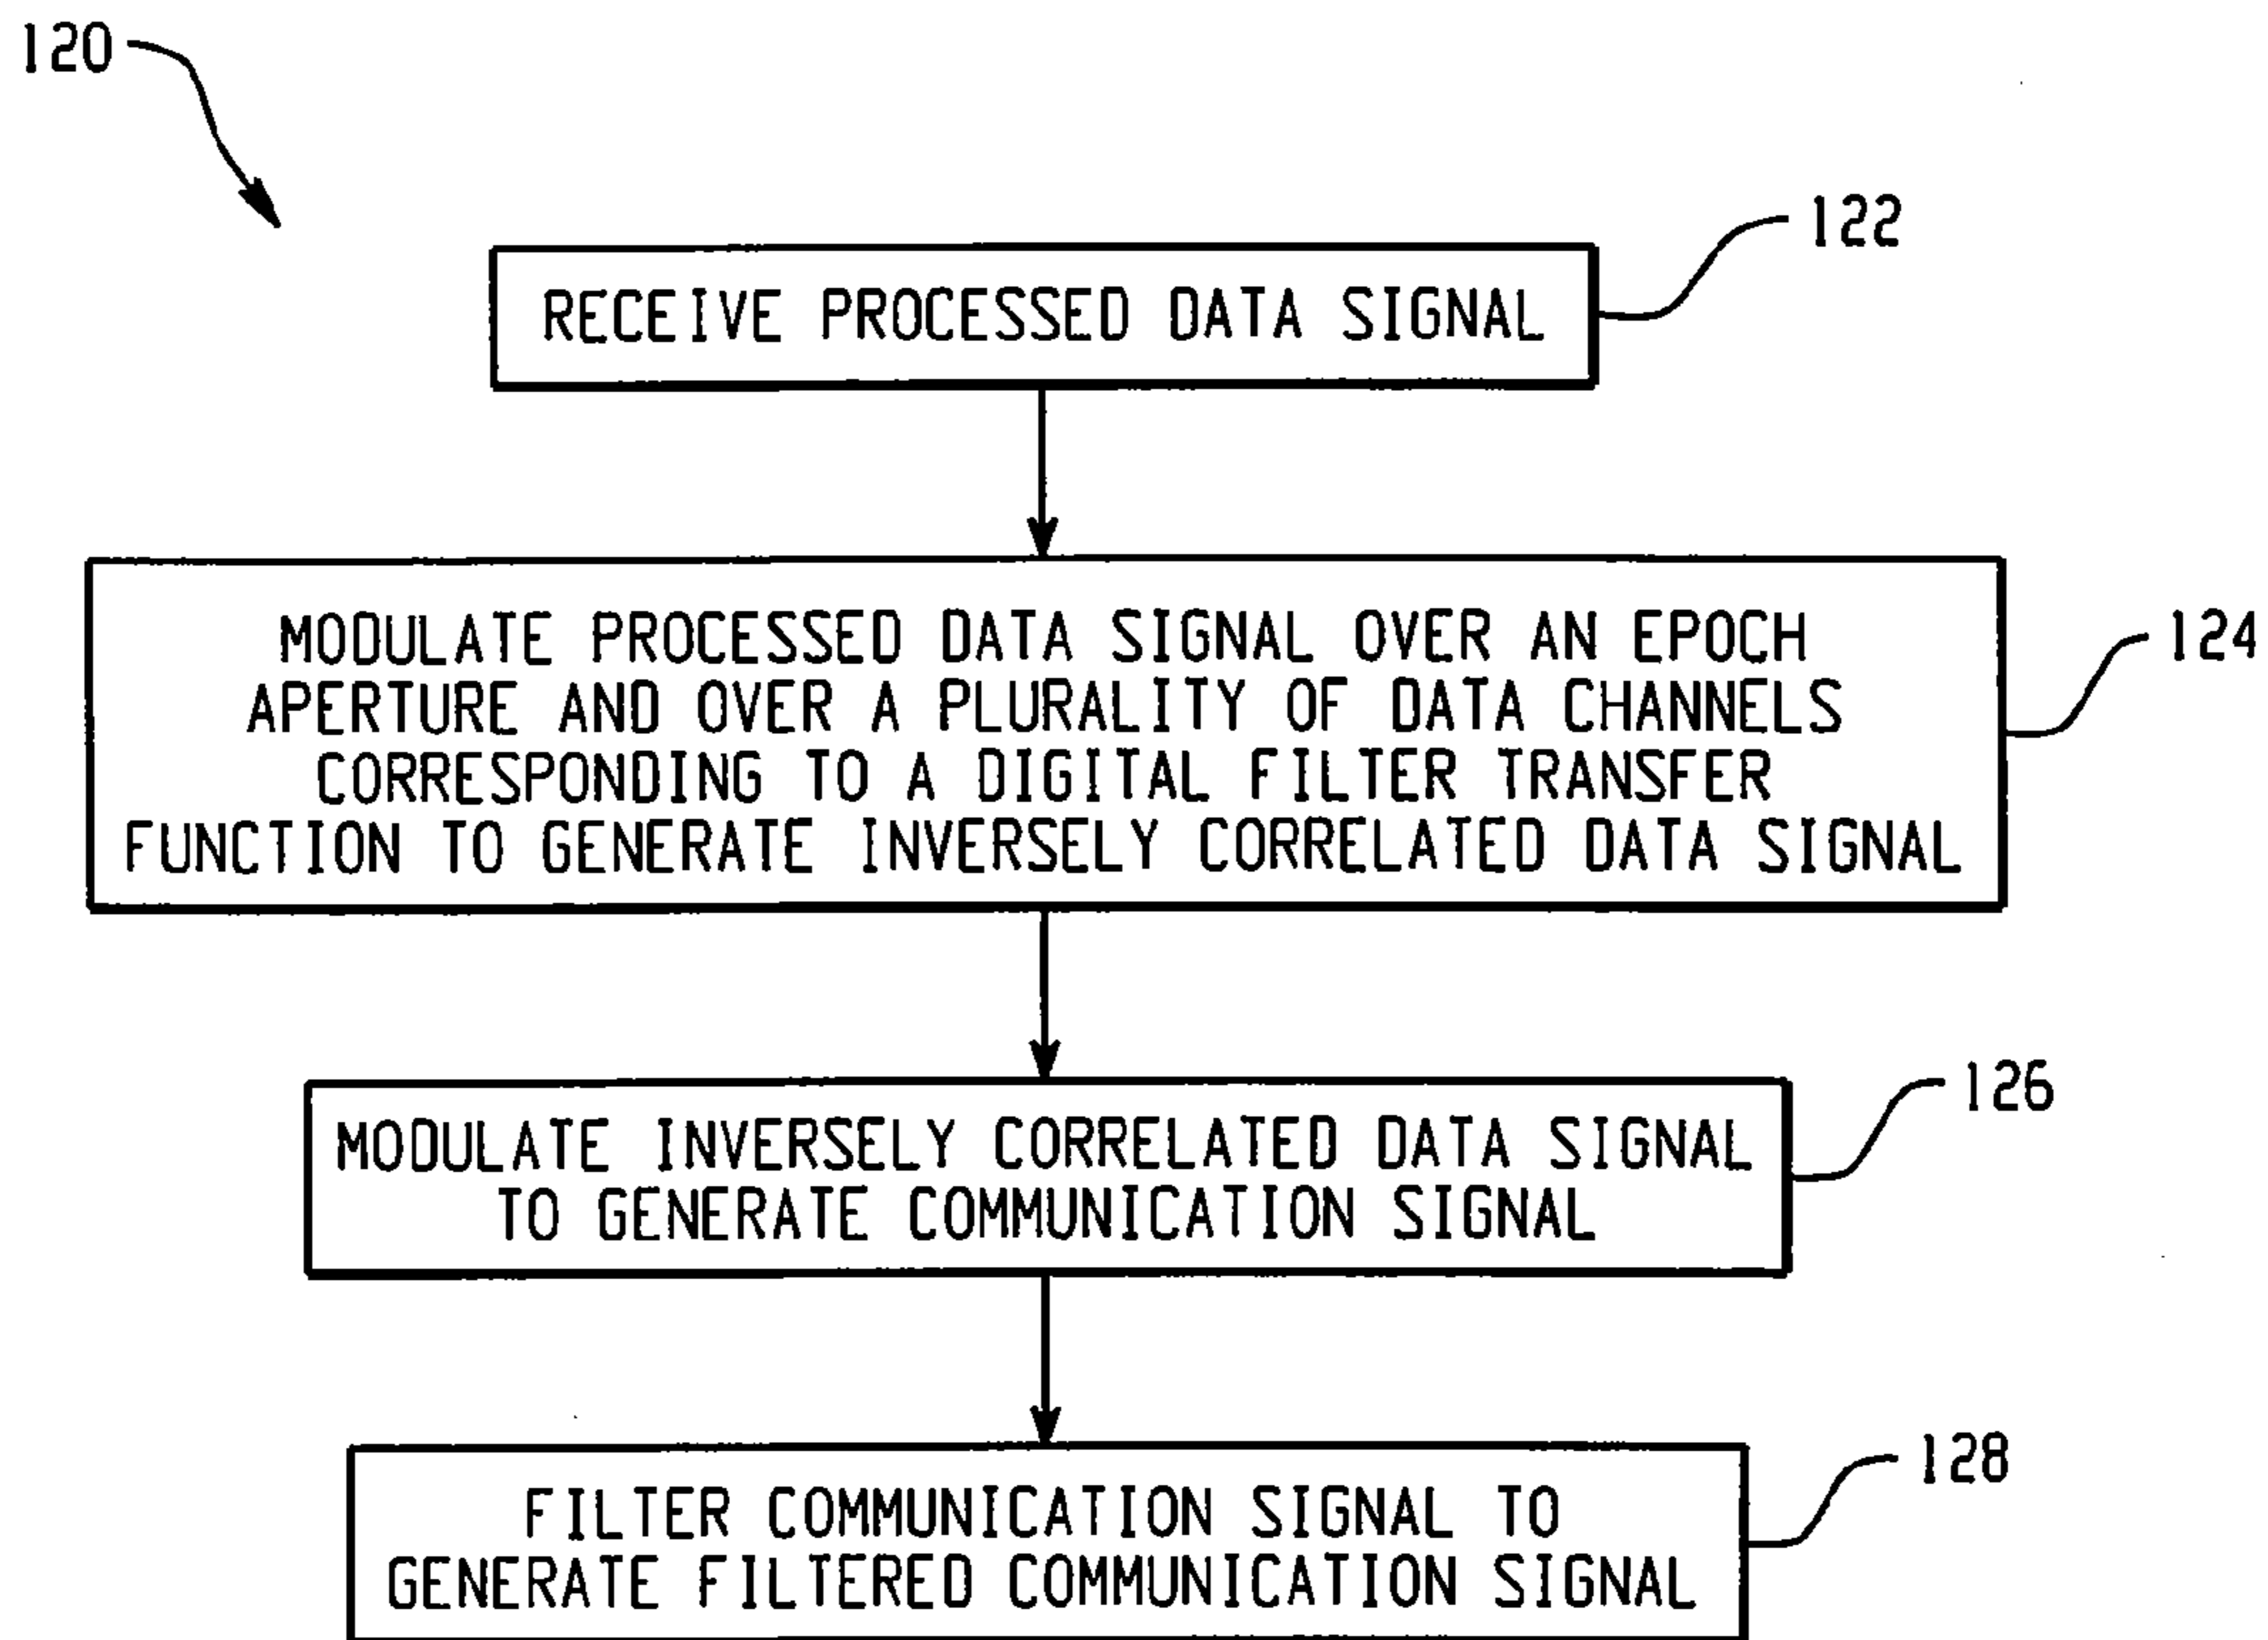 120
122
RECEIVE PROCESSED DATA SIGNAL
MODULATE PROCESSED DATA SIGNAL OVER AN EPOCH
APERTURE AND OVER A PLURALITY OF DATA CHANNELS
CORRESPONDING TO A DIGITAL FILTER TRANSFER
FUNCTION TO GENERATE INVERSELY CORRELATED DATA SIGNAL
124
MODULATE INVERSELY CORRELATED DATA SIGNAL
TO GENERATE COMMUNICATION SIGNAL
126
FILTER COMMUNICATION SIGNAL TO
GENERATE FILTERED COMMUNICATION SIGNAL
128